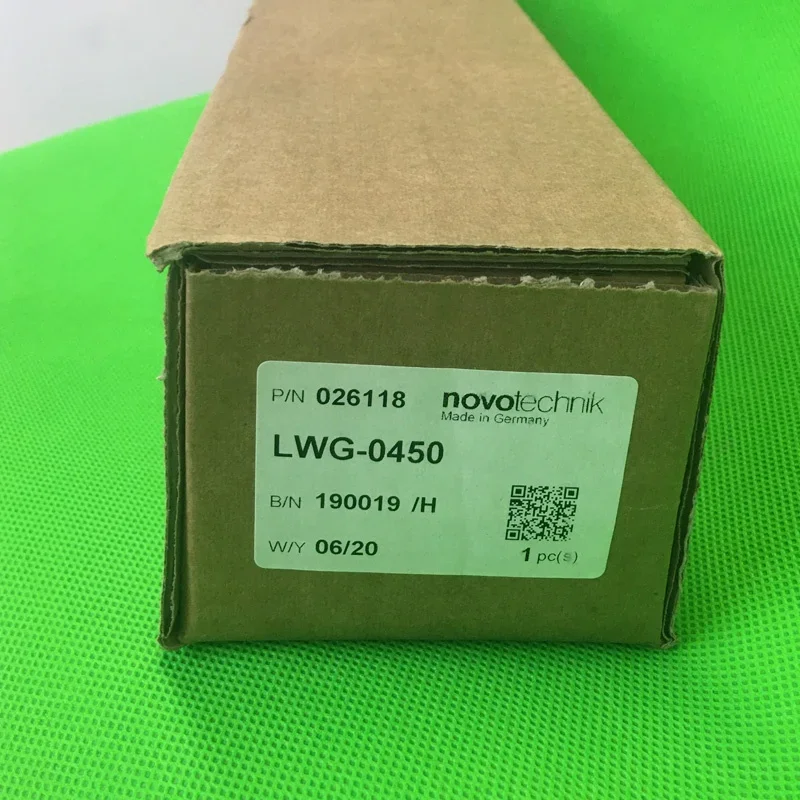 P/N 026118 novotechnik
Made in Germany
LWG-0450
B/N 190019 /H
W/Y 06/20
1 pc(s)